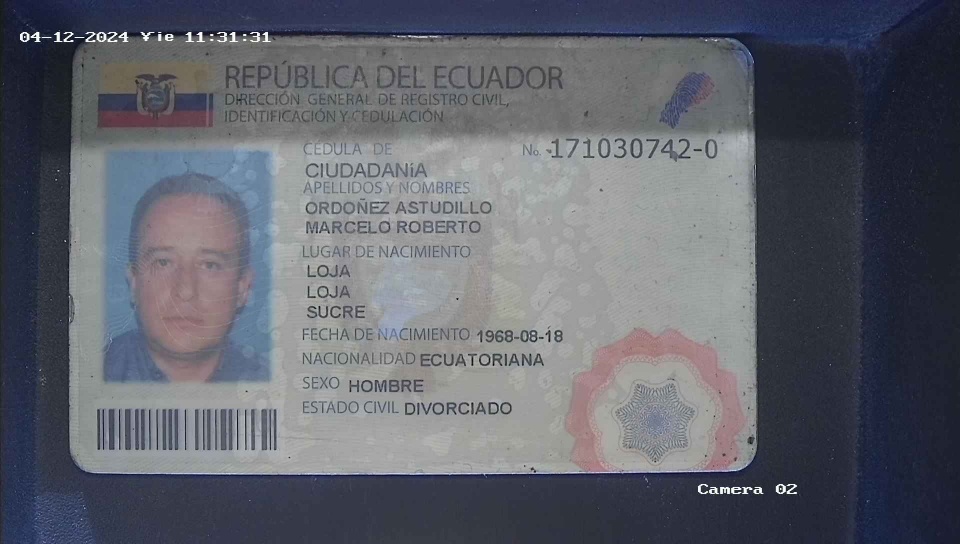 04-12-2024 Vie 11:31:31
REPÚBLICA DEL ECUADOR
DIRECCIÓN GENERAL DE REGISTRO CIVIL,
IDENTIFICACIÓN Y CEDULACIÓN
CÉDULA DE No. 171030742-0
CIUDADANíA
APELLIDOS Y NOMBRES
ORDOÑEZ ASTUDILLO
MARCELO ROBERTO
LUGAR DE NACIMIENTO
LOJA
LOJA
SUCRE
FECHA DE NACIMIENTO 1968-08-18
NACIONALIDAD ECUATORIANA
SEXO HOMBRE
ESTADO CIVIL DIVORCIADO
Camera 02